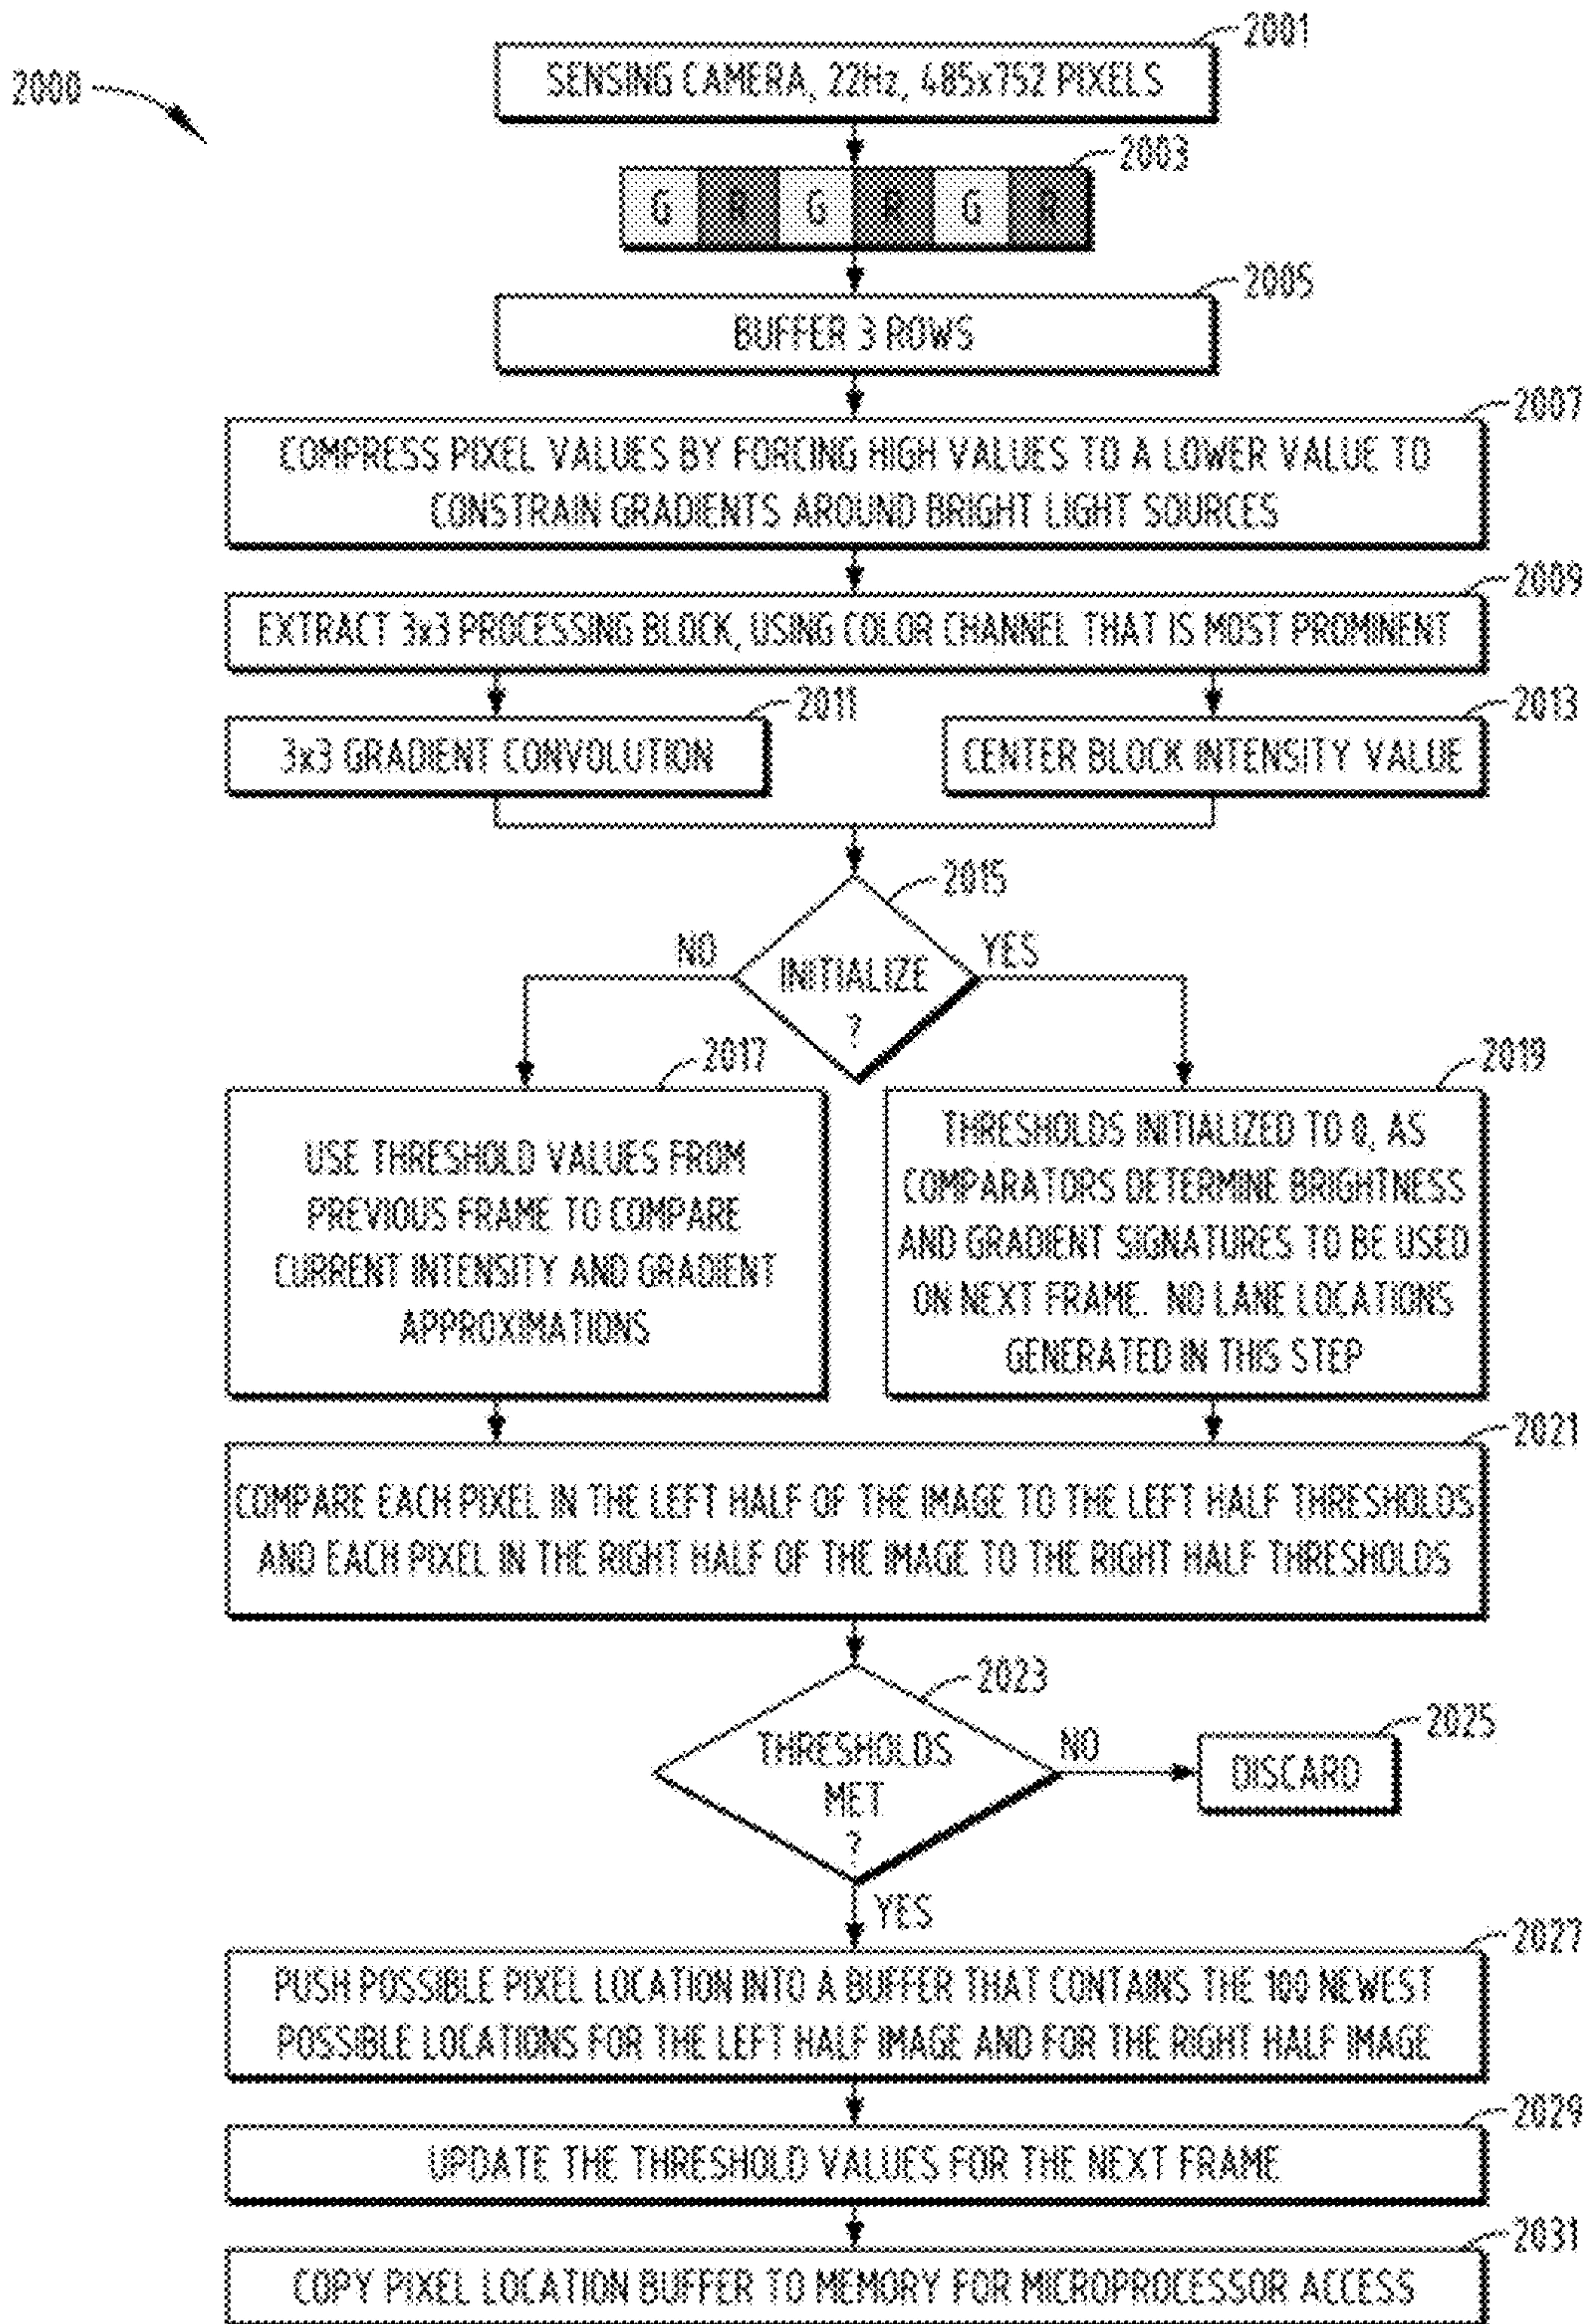 2000
2001
SENSING CAMERA, 22Hz, 485x752 PIXELS
2003
G R G R G R
2005
BUFFER 3 ROWS
2007
COMPRESS PIXEL VALUES BY FORCING HIGH VALUES TO A LOWER VALUE TO
CONSTRAIN GRADIENTS AROUND BRIGHT LIGHT SOURCES
2009
EXTRACT 3x3 PROCESSING BLOCK, USING COLOR CHANNEL THAT IS MOST PROMINENT
2011
3x3 GRADIENT CONVOLUTION
2013
CENTER BLOCK INTENSITY VALUE
2015
INITIALIZE
?
NO
YES
2017
USE THRESHOLD VALUES FROM
PREVIOUS FRAME TO COMPARE
CURRENT INTENSITY AND GRADIENT
APPROXIMATIONS
2019
THRESHOLDS INITIALIZED TO 0, AS
COMPARATORS DETERMINE BRIGHTNESS
AND GRADIENT SIGNATURES TO BE USED
ON NEXT FRAME. NO LANE LOCATIONS
GENERATED IN THIS STEP
2021
COMPARE EACH PIXEL IN THE LEFT HALF OF THE IMAGE TO THE LEFT HALF THRESHOLDS
AND EACH PIXEL IN THE RIGHT HALF OF THE IMAGE TO THE RIGHT HALF THRESHOLDS
2023
THRESHOLDS
MET
?
NO
2025
DISCARD
YES
2027
PUSH POSSIBLE PIXEL LOCATION INTO A BUFFER THAT CONTAINS THE 100 NEWEST
POSSIBLE LOCATIONS FOR THE LEFT HALF IMAGE AND FOR THE RIGHT HALF IMAGE
2029
UPDATE THE THRESHOLD VALUES FOR THE NEXT FRAME
2031
COPY PIXEL LOCATION BUFFER TO MEMORY FOR MICROPROCESSOR ACCESS